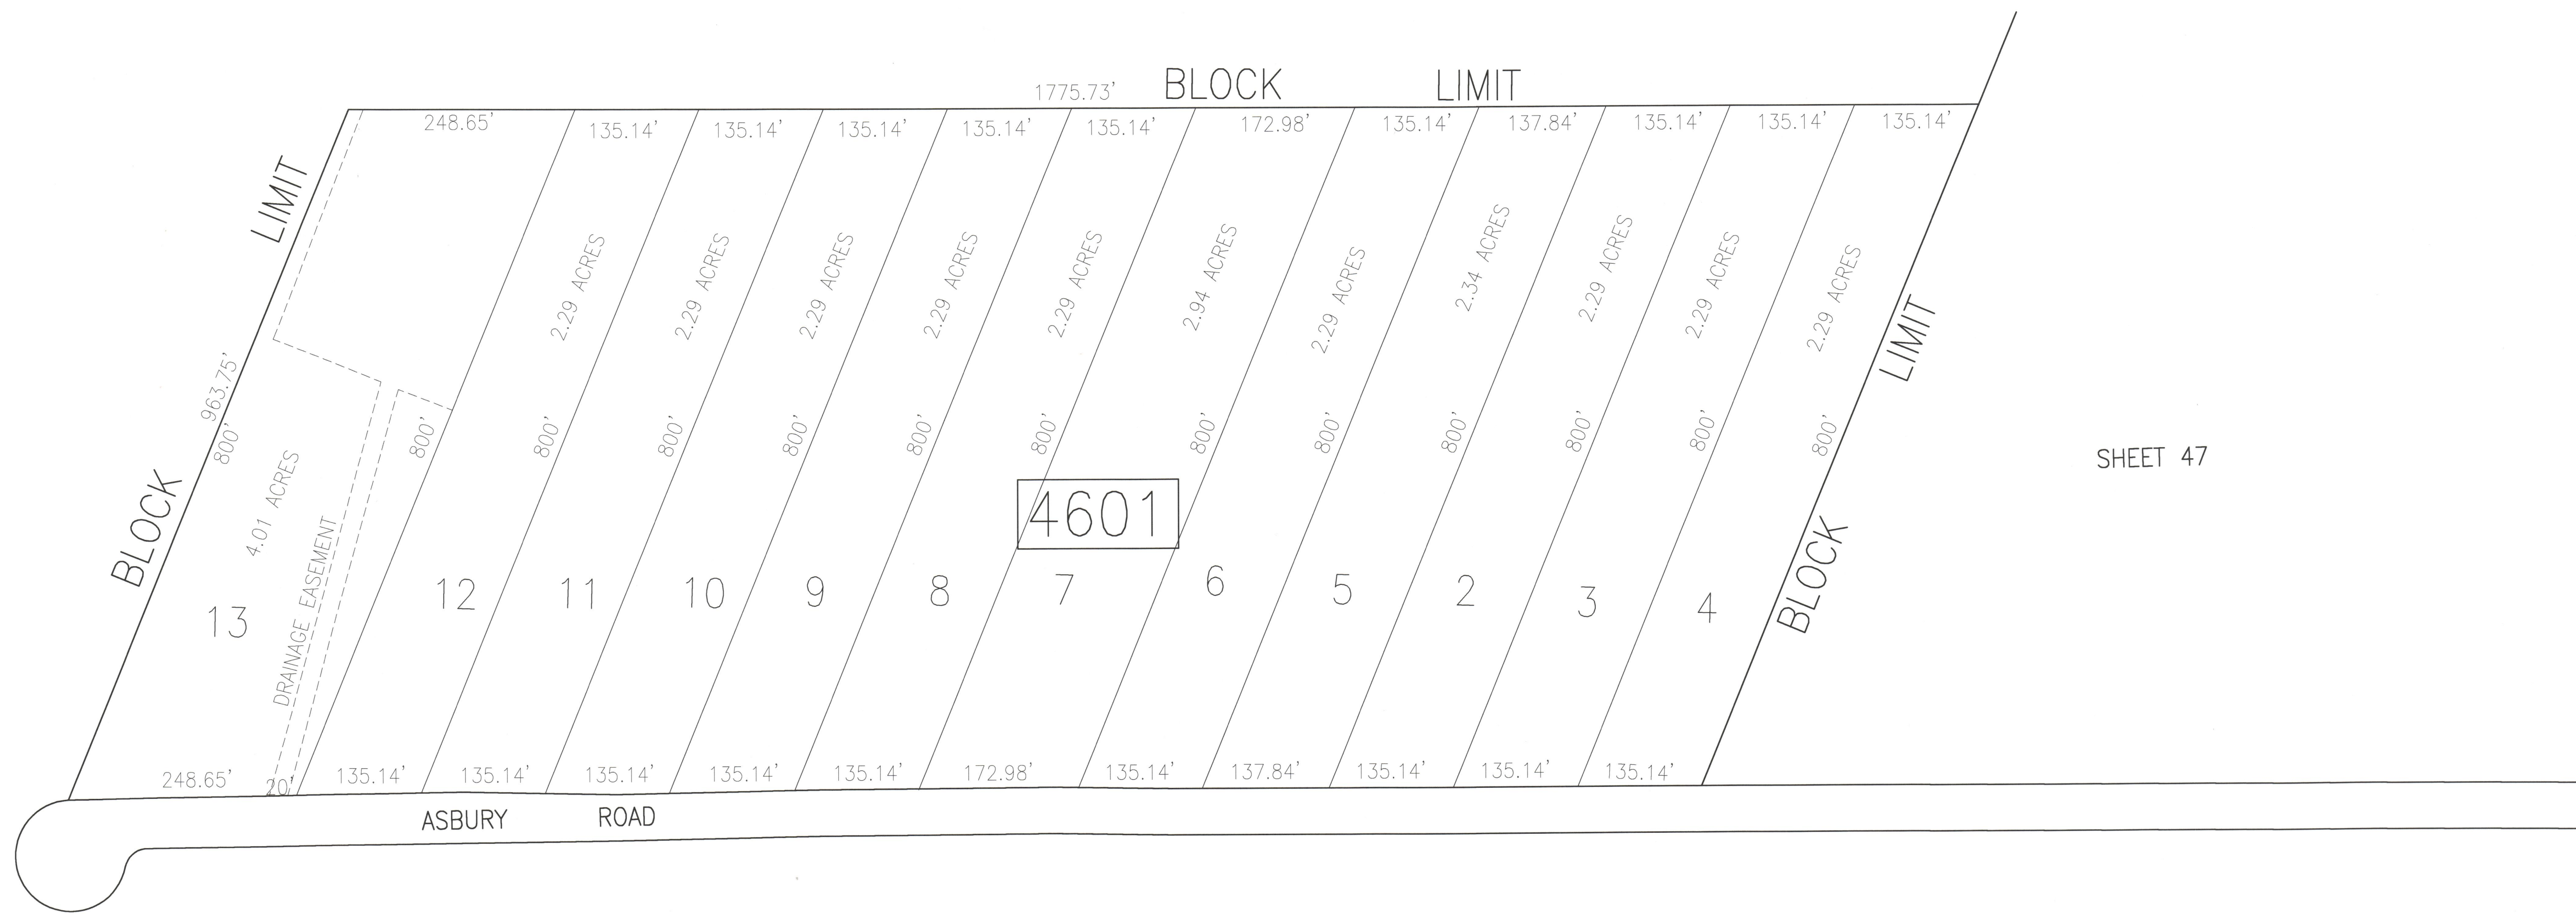 BLOCK LIMIT
1775.73'
248.65' 135.14' 135.14' 135.14' 135.14' 135.14' 172.98' 135.14' 137.84' 135.14' 135.14' 135.14'
BLOCK LIMIT
963.75'
800'
4.01 ACRES
DRAINAGE EASEMENT
2.29 ACRES
2.29 ACRES
2.29 ACRES
2.29 ACRES
2.29 ACRES
2.94 ACRES
2.29 ACRES
2.34 ACRES
2.29 ACRES
2.29 ACRES
2.29 ACRES
800' 800' 800' 800' 800' 800' 800' 800' 800' 800' 800' 800'
BLOCK LIMIT
SHEET 47
4601
13 12 11 10 9 8 7 6 5 2 3 4
248.65' 20' 135.14' 135.14' 135.14' 135.14' 135.14' 172.98' 135.14' 137.84' 135.14' 135.14' 135.14'
ASBURY ROAD